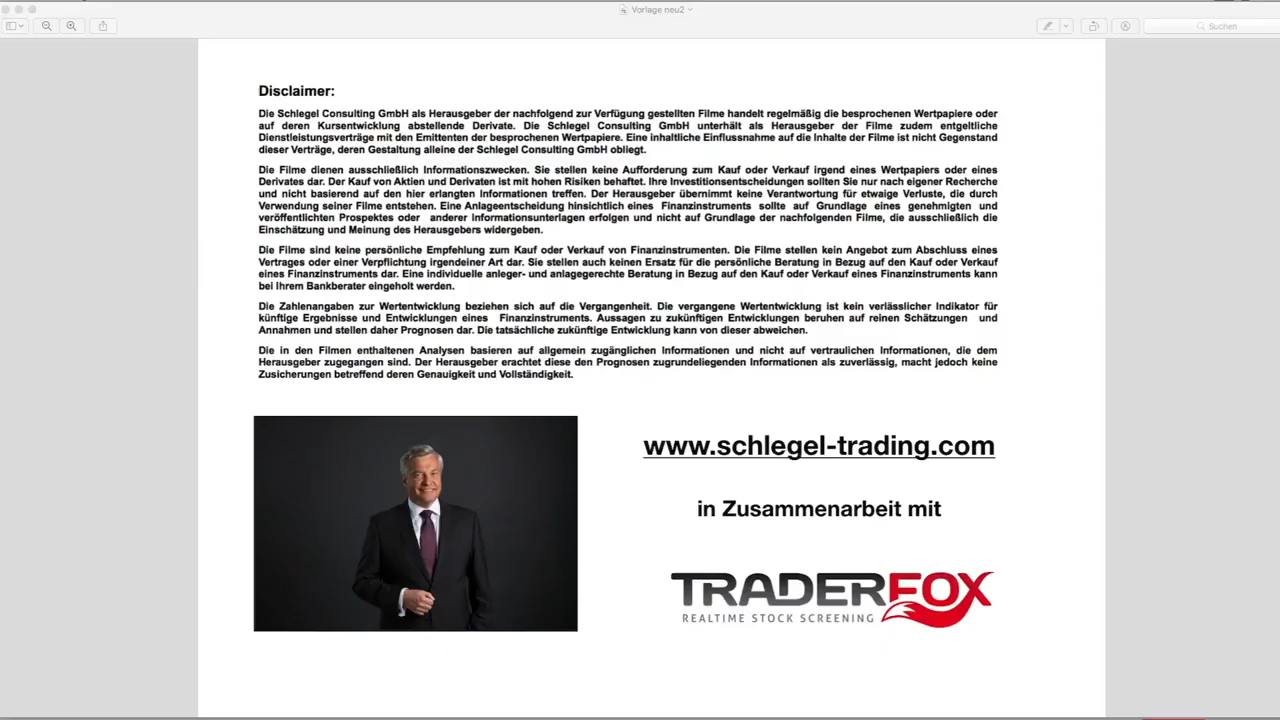 Vorlage neu2
Suchen
Disclaimer:
Die Schlegel Consulting GmbH als Herausgeber der nachfolgend zur Verfügung gestellten Filme handelt regelmäßig die besprochenen Wertpapiere oder
auf deren Kursentwicklung abstellende Derivate. Die Schlegel Consulting GmbH unterhält als Herausgeber der Filme zudem entgeltliche
Dienstleistungsverträge mit den Emittenten der besprochenen Wertpapiere. Eine inhaltliche Einflussnahme auf die Inhalte der Filme ist nicht Gegenstand
dieser Verträge, deren Gestaltung alleine der Schlegel Consulting GmbH obliegt.
Die Filme dienen ausschließlich Informationszwecken. Sie stellen keine Aufforderung zum Kauf oder Verkauf irgend eines Wertpapiers oder eines
Derivates dar. Der Kauf von Aktien und Derivaten ist mit hohen Risiken behaftet. Ihre Investitionsentscheidungen sollten Sie nur nach eigener Recherche
und nicht basierend auf den hier erlangten Informationen treffen. Der Herausgeber übernimmt keine Verantwortung für etwaige Verluste, die durch
Verwendung seiner Filme entstehen. Eine Anlageentscheidung hinsichtlich eines Finanzinstruments sollte auf Grundlage eines genehmigten und
veröffentlichten Prospektes oder anderer Informationsunterlagen erfolgen und nicht auf Grundlage der nachfolgenden Filme, die ausschließlich die
Einschätzung und Meinung des Herausgebers widergeben.
Die Filme sind keine persönliche Empfehlung zum Kauf oder Verkauf von Finanzinstrumenten. Die Filme stellen kein Angebot zum Abschluss eines
Vertrages oder einer Verpflichtung irgendeiner Art dar. Sie stellen auch keinen Ersatz für die persönliche Beratung in Bezug auf den Kauf oder Verkauf
eines Finanzinstruments dar. Eine individuelle anleger- und anlagegerechte Beratung in Bezug auf den Kauf oder Verkauf eines Finanzinstruments kann
bei Ihrem Bankberater eingeholt werden.
Die Zahlenangaben zur Wertentwicklung beziehen sich auf die Vergangenheit. Die vergangene Wertentwicklung ist kein verlässlicher Indikator für
künftige Ergebnisse und Entwicklungen eines Finanzinstruments. Aussagen zu zukünftigen Entwicklungen beruhen auf reinen Schätzungen und
Annahmen und stellen daher Prognosen dar. Die tatsächliche zukünftige Entwicklung kann von dieser abweichen.
Die in den Filmen enthaltenen Analysen basieren auf allgemein zugänglichen Informationen und nicht auf vertraulichen Informationen, die dem
Herausgeber zugegangen sind. Der Herausgeber erachtet diese den Prognosen zugrundeliegenden Informationen als zuverlässig, macht jedoch keine
Zusicherungen betreffend deren Genauigkeit und Vollständigkeit.
www.schlegel-trading.com
in Zusammenarbeit mit
TRADERFOX
REALTIME STOCK SCREENING